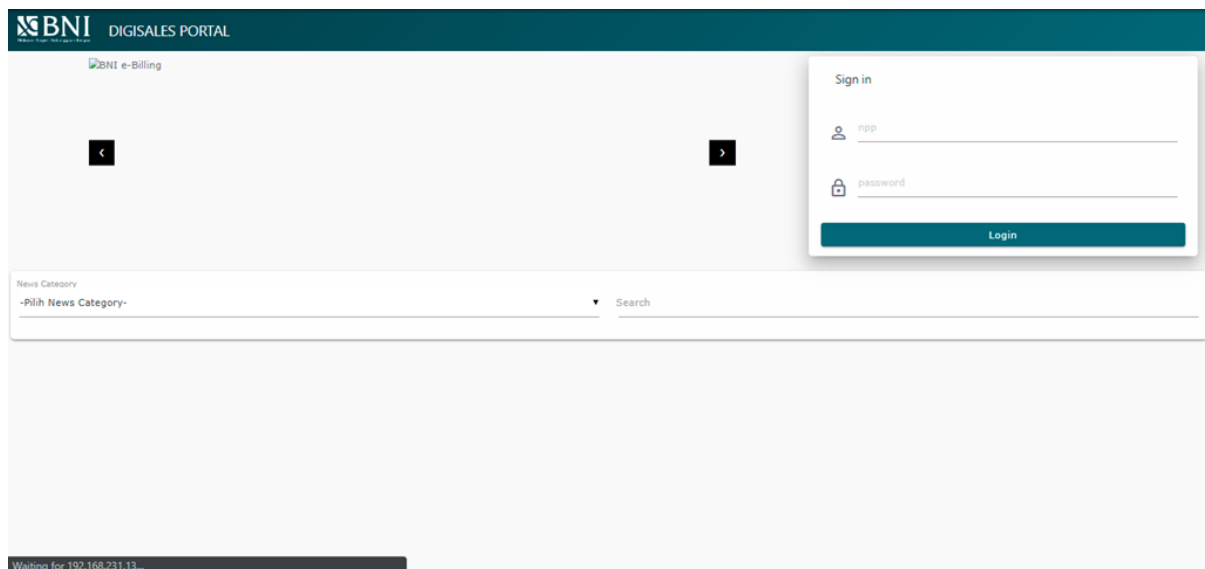 BNI DIGISALES PORTAL
BNI e-Billing
Sign in
npp
password
Login
News Category
-Pilih News Category-
Search
Waiting for 192.168.231.13...